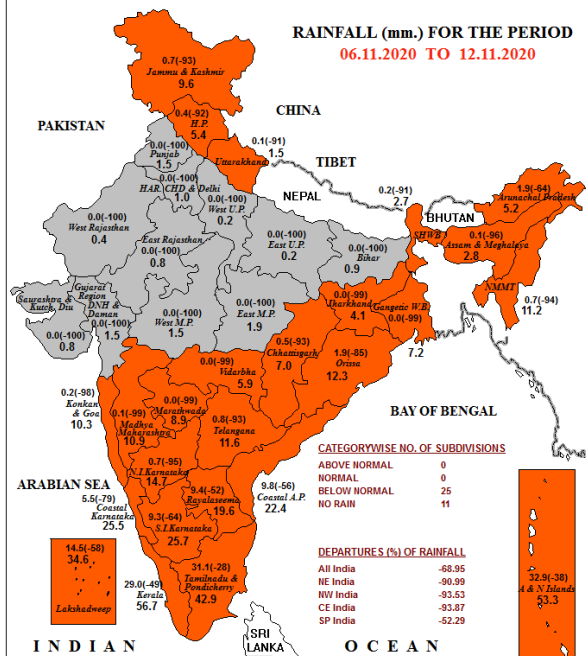 RAINFALL (mm.) FOR THE PERIOD
06.11.2020 TO 12.11.2020
0.7(-93)
Jammu & Kashmir
9.6
CHINA
0.4(-92)
H.P.
5.4
PAKISTAN
0.1(-91)
1.5
Uttarakhand
TIBET
0.0(-100)
Punjab
1.5
0.0(-100)
HAR. CHD & Delhi
1.0
0.0(-100)
West U.P.
0.2
NEPAL
0.2(-91)
2.7
SHWB
BHUTAN
1.9(-64)
Arunachal Pradesh
5.2
0.1(-96)
Assam & Meghalaya
2.8
NMMT
0.7(-94)
11.2
0.0(-100)
West Rajasthan
0.4
East Rajasthan
0.0(-100)
0.8
0.0(-100)
East U.P.
0.2
0.0(-100)
Bihar
0.9
Gujarat
Region
DNH &
Daman
0.0(-100)
1.5
Saurashtra &
Kutch, Diu
0.0(-100)
0.8
0.0(-100)
West M.P.
1.5
0.0(-100)
East M.P.
1.9
0.0(-99)
Jharkhand
4.1
Gangetic W.B.
0.0(-99)
7.2
0.5(-93)
Chhattisgarh
7.0
1.9(-85)
Orissa
12.3
0.0(-99)
Vidarbha
5.9
0.2(-98)
Konkan
& Goa
10.3
0.1(-99)
Madhya
Maharashtra
10.9
0.0(-99)
Marathwada
8.9
0.8(-93)
Telangana
11.6
BAY OF BENGAL
CATEGORYWISE NO. OF SUBDIVISIONS
ABOVE NORMAL 0
NORMAL 0
BELOW NORMAL 25
NO RAIN 11
0.7(-95)
N.I.Karnataka
14.7
ARABIAN SEA
5.5(-79)
Coastal
Karnataka
25.5
9.4(-52)
Rayalaseema
19.6
9.8(-56)
Coastal A.P.
22.4
9.3(-64)
S.I.Karnataka
25.7
14.5(-58)
34.6
Lakshadweep
29.0(-49)
Kerala
56.7
31.1(-28)
Tamilnadu &
Pondicherry
42.9
DEPARTURES (%) OF RAINFALL
All India -68.95
NE India -90.99
NW India -93.53
CE India -93.87
SP India -52.29
32.9(-38)
A & N Islands
53.3
SRI
LANKA
INDIAN OCEAN